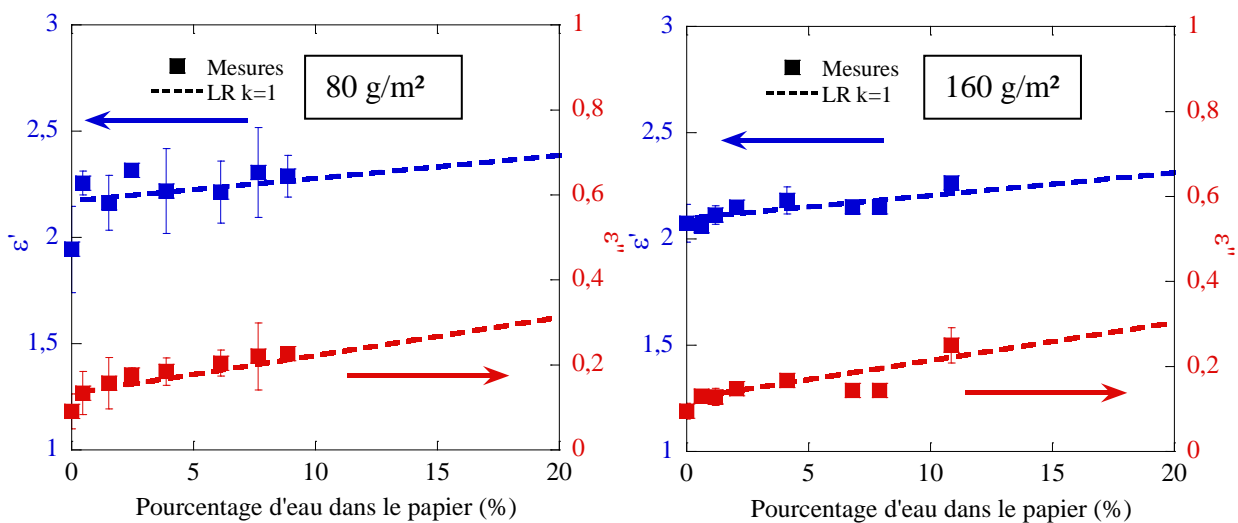 3
2,5
2
1,5
1
ε'
Mesures
LR k=1
80 g/m²
1
0,8
0,6
0,4
0,2
0
ε"
0 5 10 15 20
Pourcentage d'eau dans le papier (%)
3
2,5
2
1,5
1
ε'
Mesures
LR k=1
160 g/m²
1
0,8
0,6
0,4
0,2
0
ε"
0 5 10 15 20
Pourcentage d'eau dans le papier (%)